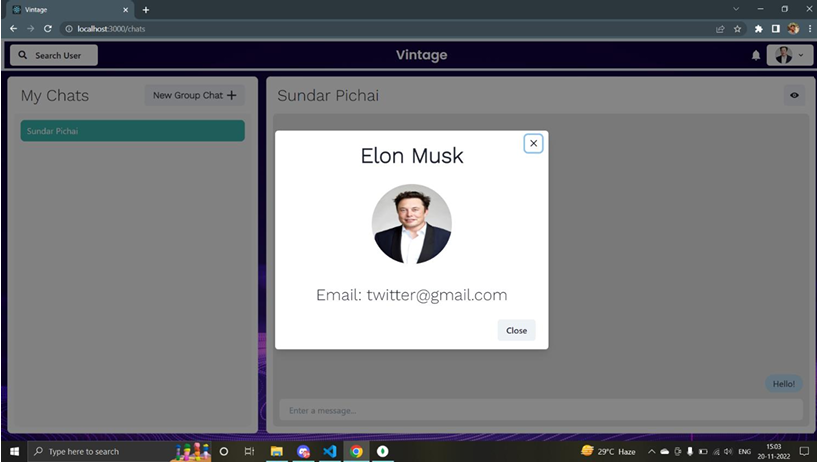 Vintage
localhost:3000/chats
Search User
Vintage
My Chats
New Group Chat
Sundar Pichai
Sundar Pichai
Elon Musk
Email: twitter@gmail.com
Close
Hello!
Enter a message...
Type here to search
29°C Haze
ENG
15:03
20-11-2022